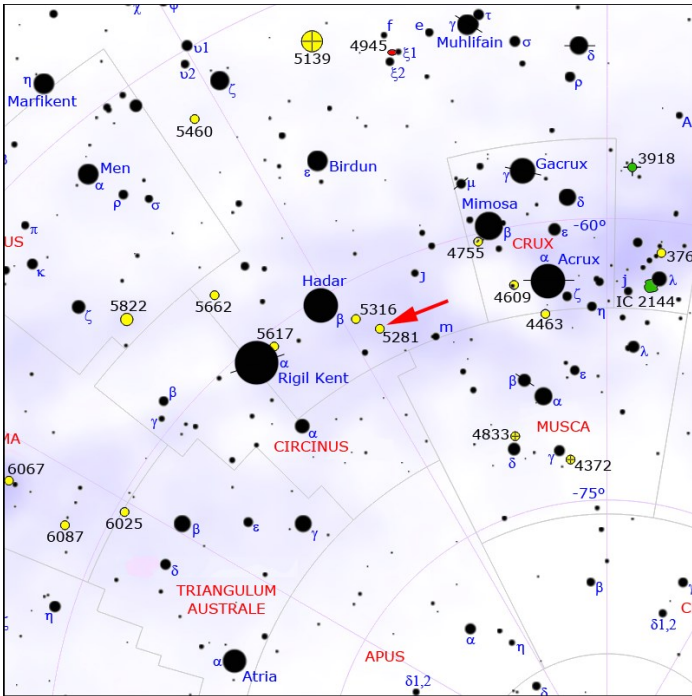 χ
ψ
f
e
τ
υ1
5139
4945
ξ1
γ
Muhlifain
σ
υ2
ξ2
δ
η
Marfikent
ζ
ρ
5460
A
Men
α
ε
Birdun
γ
Gacrux
3918
μ
ρ
σ
Mimosa
δ
π
β
-60º
US
4755
CRUX
ε
376
κ
α
Acrux
J
5662
Hadar
4609
j
λ
ζ
IC 2144
5822
β
5316
4463
η
ζ
5281
m
5617
α
Rigil Kent
λ
β
ε
β
α
γ
α
MUSCA
MA
CIRCINUS
4833
δ
γ
4372
6067
-75º
6025
6087
β
ε
γ
δ
TRIANGULUM
AUSTRALE
β
γ
η
C
δ1,2
α
η
APUS
α
Atria
δ1,2
δ